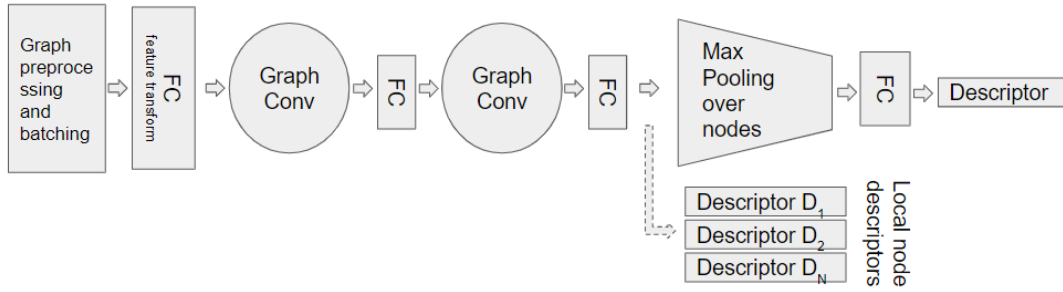 Graph
preproce
ssing
and
batching
FC
feature transform
Graph
Conv
FC
Graph
Conv
FC
Max
Pooling
over
nodes
FC
Descriptor
Descriptor D1
Descriptor D2
Descriptor DN
Local node
descriptors